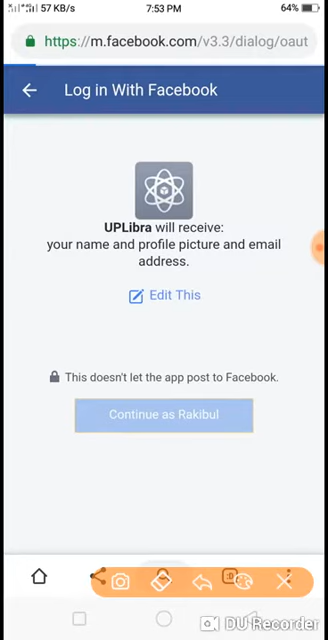 57 KB/s 7:53 PM 64%
https://m.facebook.com/v3.3/dialog/oaut
Log in With Facebook
UPLibra will receive:
your name and profile picture and email
address.
Edit This
This doesn't let the app post to Facebook.
Continue as Rakibul
:D
DU Recorder